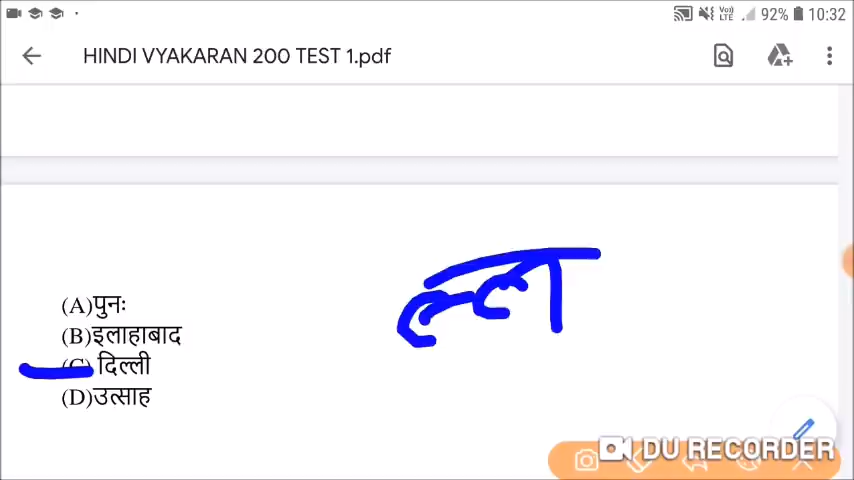 92% 10:32
HINDI VYAKARAN 200 TEST 1.pdf
ल्ल
(A)पुनः
(B)इलाहाबाद
(C) दिल्ली
(D)उत्साह
DU RECORDER